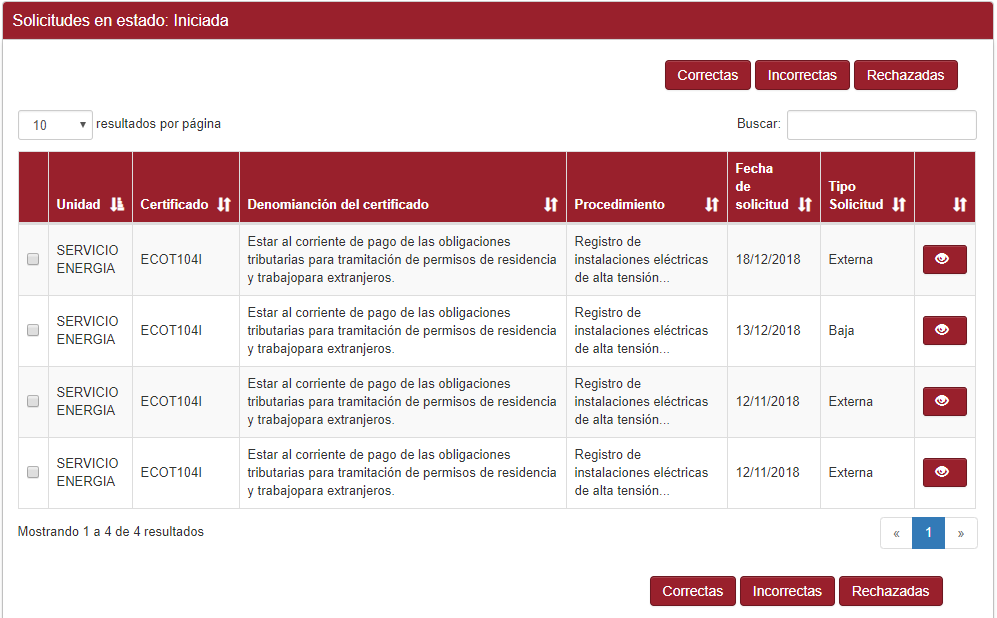 Solicitudes en estado: Iniciada
Correctas Incorrectas Rechazadas
10 resultados por página Buscar:
Unidad Certificado Denomianción del certificado Procedimiento Fecha de solicitud Tipo Solicitud
SERVICIO ENERGIA ECOT104I Estar al corriente de pago de las obligaciones tributarias para tramitación de permisos de residencia y trabajopara extranjeros. Registro de instalaciones eléctricas de alta tensión... 18/12/2018 Externa
SERVICIO ENERGIA ECOT104I Estar al corriente de pago de las obligaciones tributarias para tramitación de permisos de residencia y trabajopara extranjeros. Registro de instalaciones eléctricas de alta tensión... 13/12/2018 Baja
SERVICIO ENERGIA ECOT104I Estar al corriente de pago de las obligaciones tributarias para tramitación de permisos de residencia y trabajopara extranjeros. Registro de instalaciones eléctricas de alta tensión... 12/11/2018 Externa
SERVICIO ENERGIA ECOT104I Estar al corriente de pago de las obligaciones tributarias para tramitación de permisos de residencia y trabajopara extranjeros. Registro de instalaciones eléctricas de alta tensión... 12/11/2018 Externa
Mostrando 1 a 4 de 4 resultados « 1 »
Correctas Incorrectas Rechazadas